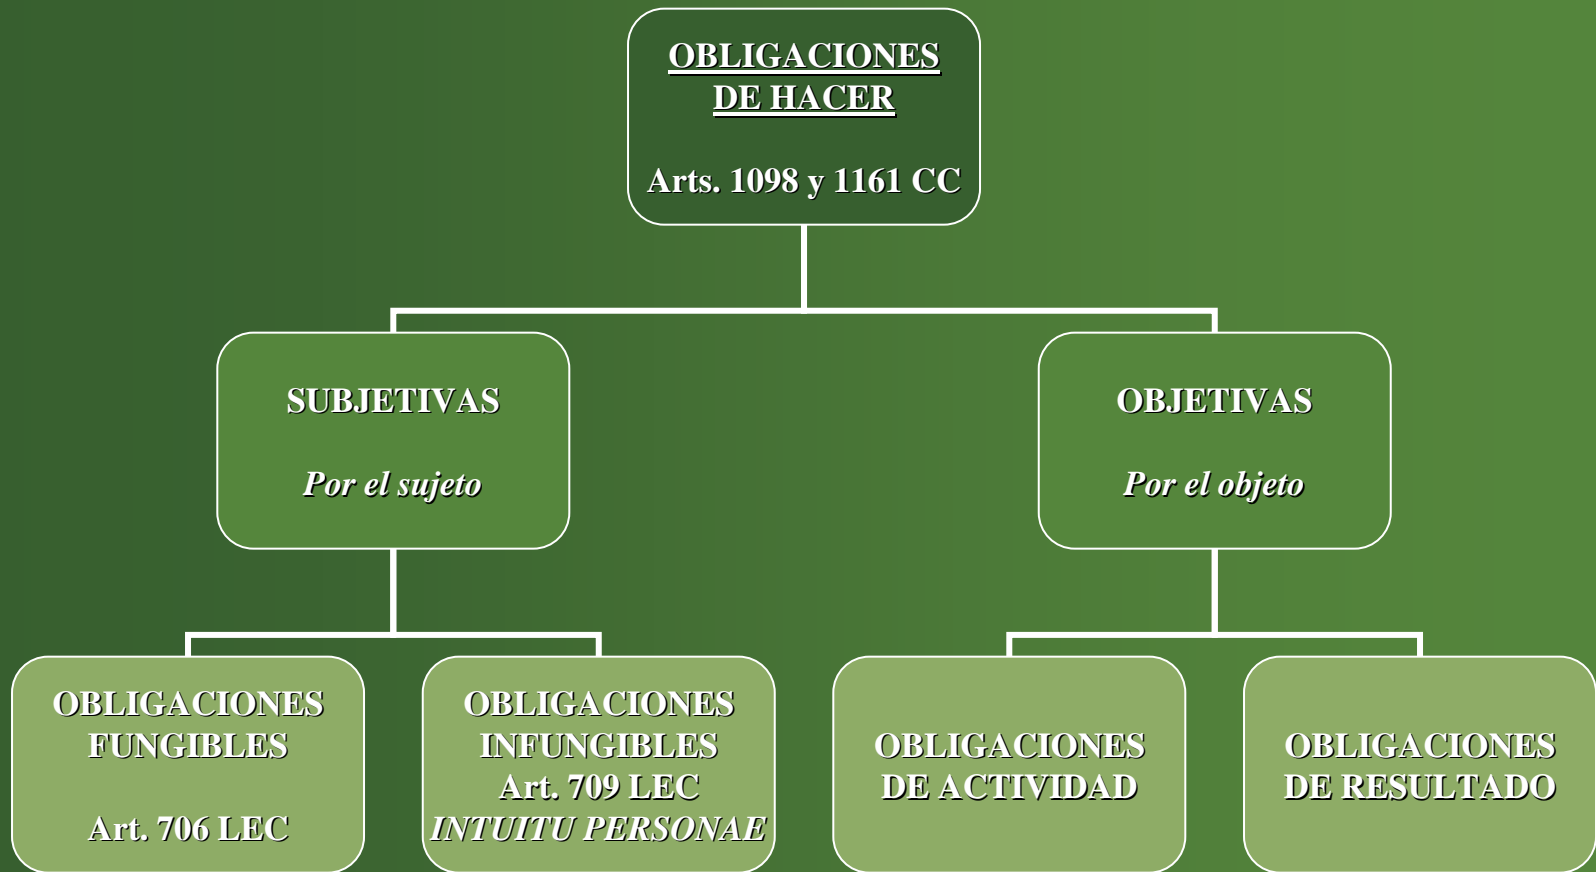 OBLIGACIONES
DE HACER
Arts. 1098 y 1161 CC
SUBJETIVAS
Por el sujeto
OBJETIVAS
Por el objeto
OBLIGACIONES
FUNGIBLES
Art. 706 LEC
OBLIGACIONES
INFUNGIBLES
Art. 709 LEC
INTUITU PERSONAE
OBLIGACIONES
DE ACTIVIDAD
OBLIGACIONES
DE RESULTADO